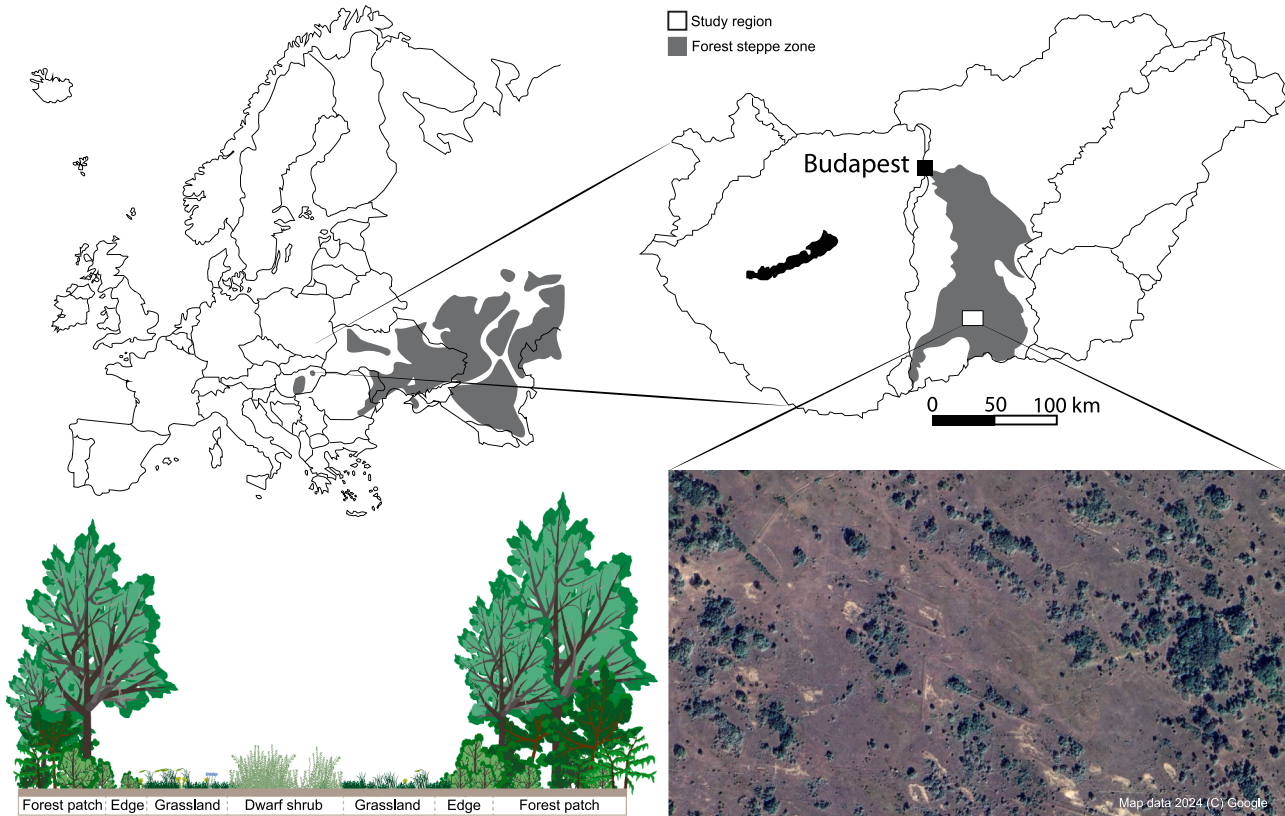 Study region
Forest steppe zone
Budapest
0 50 100 km
Forest patch Edge Grassland Dwarf shrub Grassland Edge Forest patch
Map data 2024 (C) Google